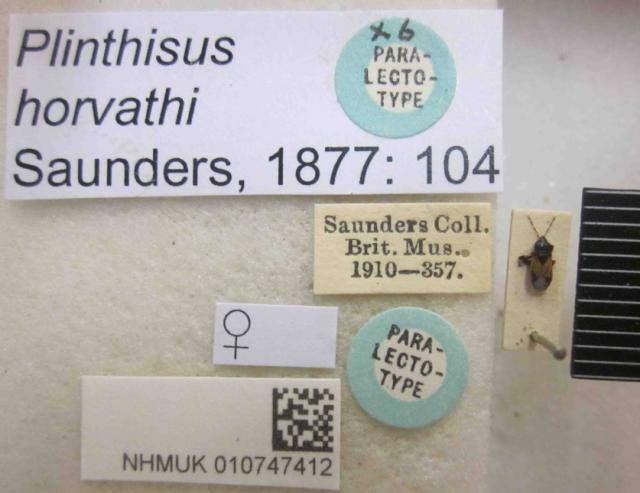 Plinthisus
horvathi
Saunders, 1877: 104
x6
PARA-
LECTO-
TYPE
Saunders Coll.
Brit. Mus.
1910—357.
♀
PARA-
LECTO-
TYPE
NHMUK 010747412